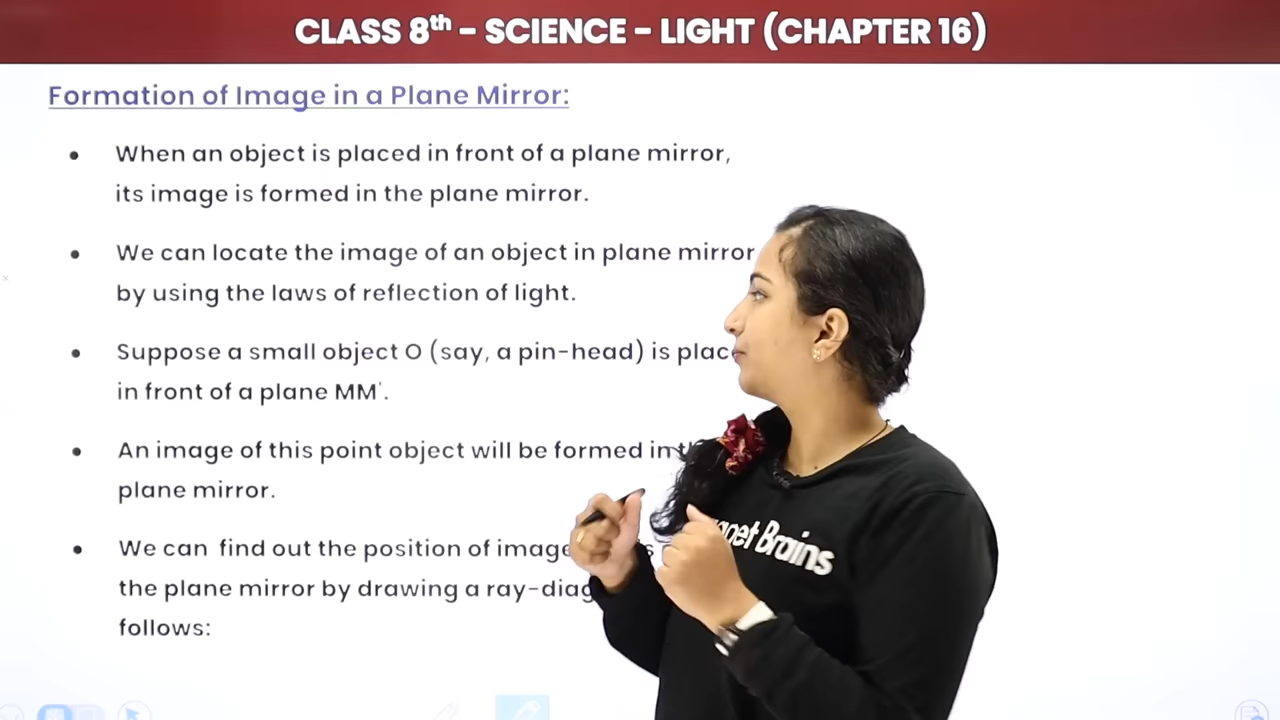 CLASS 8th - SCIENCE - LIGHT (CHAPTER 16)
Formation of Image in a Plane Mirror:
• When an object is placed in front of a plane mirror,
its image is formed in the plane mirror.
• We can locate the image of an object in plane mirror
by using the laws of reflection of light.
• Suppose a small object O (say, a pin-head) is
in front of a plane MM'.
• An image of this point object will be formed in
plane mirror.
• We can find out the position of image
the plane mirror by drawing a
follows:
Brains